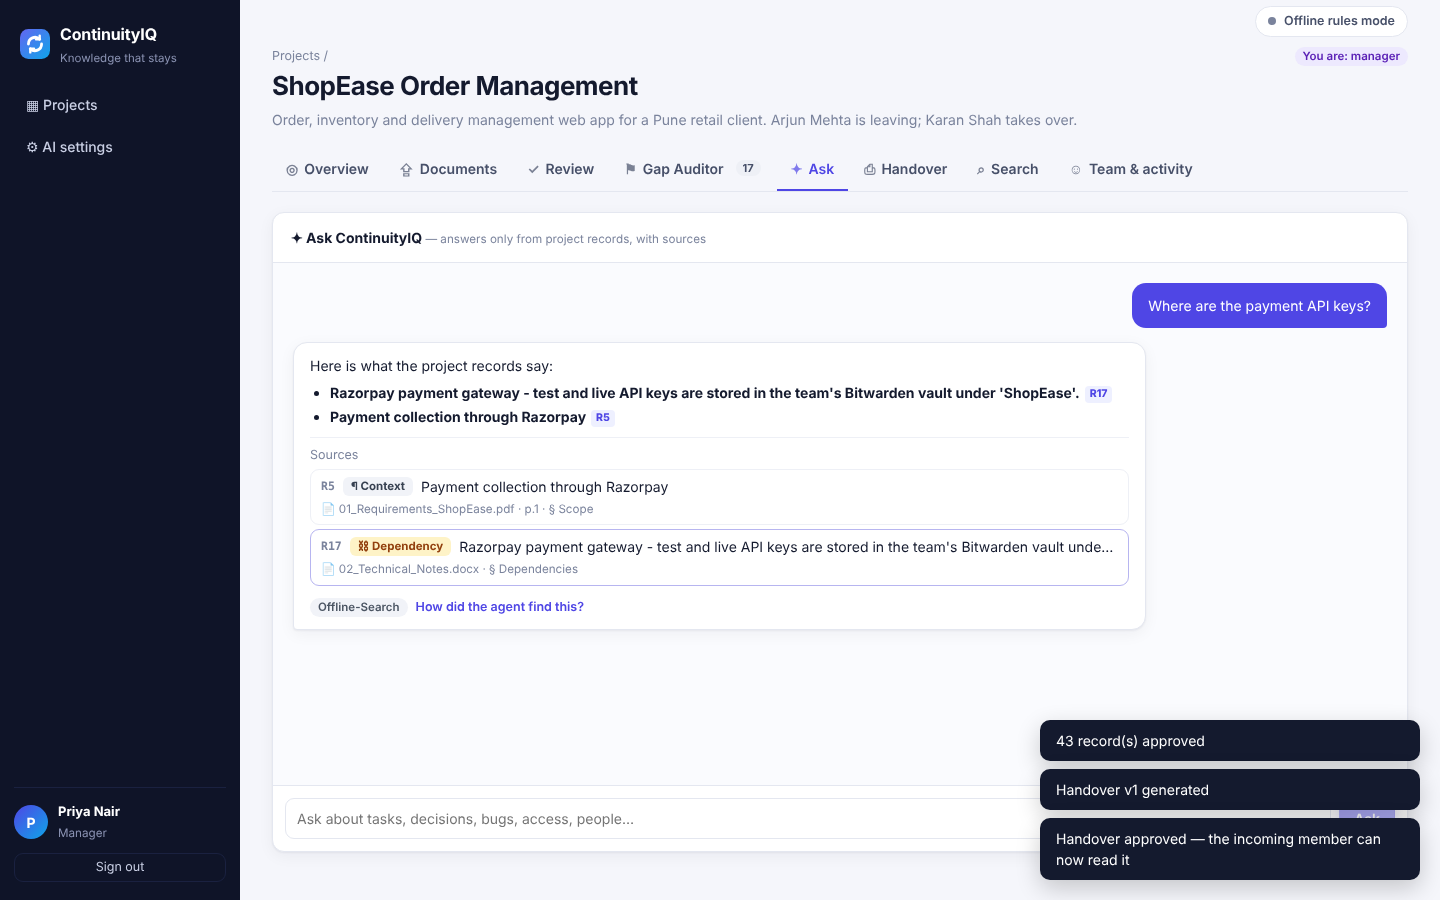 ContinuityIQ
Knowledge that stays
Projects
AI settings
Priya Nair
Manager
P
Sign out
Offline rules mode
Projects /
You are: manager
ShopEase Order Management
Order, inventory and delivery management web app for a Pune retail client. Arjun Mehta is leaving; Karan Shah takes over.
Overview Documents Review Gap Auditor 17 Ask Handover Search Team & activity
Ask ContinuityIQ — answers only from project records, with sources
Where are the payment API keys?
Here is what the project records say:
• Razorpay payment gateway - test and live API keys are stored in the team's Bitwarden vault under 'ShopEase'. R17
• Payment collection through Razorpay R5
Sources
R5 ¶ Context Payment collection through Razorpay
01_Requirements_ShopEase.pdf · p.1 · § Scope
R17 Dependency Razorpay payment gateway - test and live API keys are stored in the team's Bitwarden vault unde...
02_Technical_Notes.docx · § Dependencies
Offline-Search How did the agent find this?
Ask about tasks, decisions, bugs, access, people...
Ask
43 record(s) approved
Handover v1 generated
Handover approved — the incoming member can
now read it